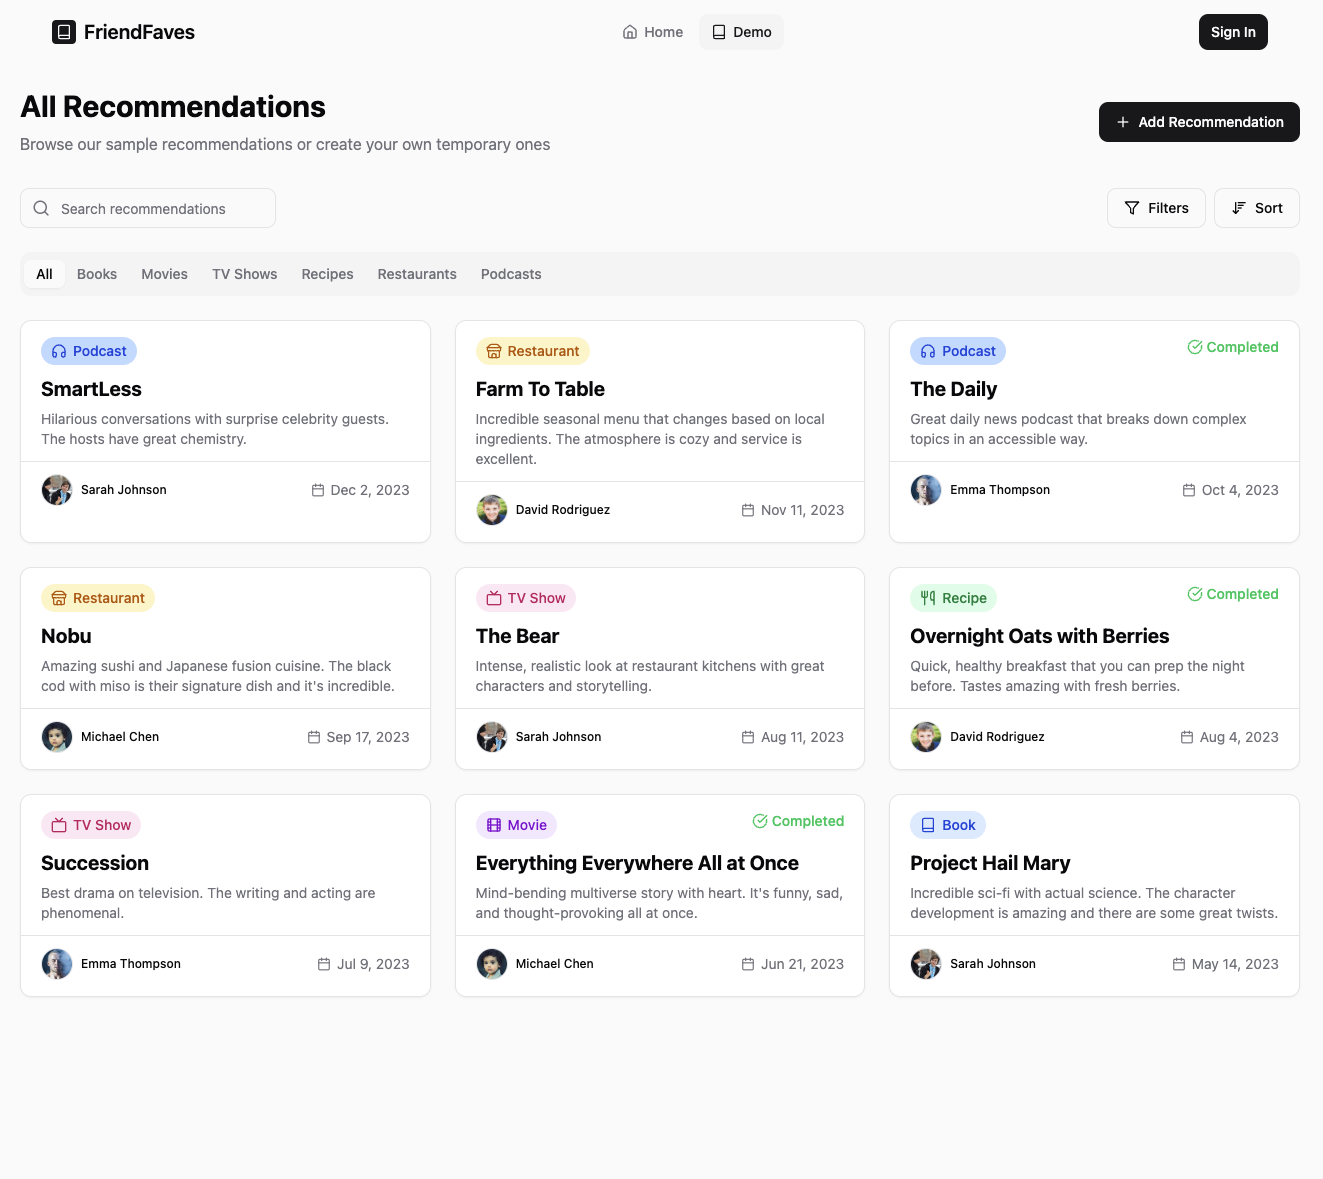 FriendFaves
Home
Demo
Sign In
All Recommendations
Browse our sample recommendations or create your own temporary ones
Add Recommendation
Search recommendations
Filters
Sort
All
Books
Movies
TV Shows
Recipes
Restaurants
Podcasts
Podcast
SmartLess
Hilarious conversations with surprise celebrity guests.
The hosts have great chemistry.
Sarah Johnson
Dec 2, 2023
Restaurant
Farm To Table
Incredible seasonal menu that changes based on local
ingredients. The atmosphere is cozy and service is
excellent.
David Rodriguez
Nov 11, 2023
Podcast
Completed
The Daily
Great daily news podcast that breaks down complex
topics in an accessible way.
Emma Thompson
Oct 4, 2023
Restaurant
Nobu
Amazing sushi and Japanese fusion cuisine. The black
cod with miso is their signature dish and it's incredible.
Michael Chen
Sep 17, 2023
TV Show
The Bear
Intense, realistic look at restaurant kitchens with great
characters and storytelling.
Sarah Johnson
Aug 11, 2023
Recipe
Completed
Overnight Oats with Berries
Quick, healthy breakfast that you can prep the night
before. Tastes amazing with fresh berries.
David Rodriguez
Aug 4, 2023
TV Show
Succession
Best drama on television. The writing and acting are
phenomenal.
Emma Thompson
Jul 9, 2023
Movie
Completed
Everything Everywhere All at Once
Mind-bending multiverse story with heart. It's funny, sad,
and thought-provoking all at once.
Michael Chen
Jun 21, 2023
Book
Project Hail Mary
Incredible sci-fi with actual science. The character
development is amazing and there are some great twists.
Sarah Johnson
May 14, 2023